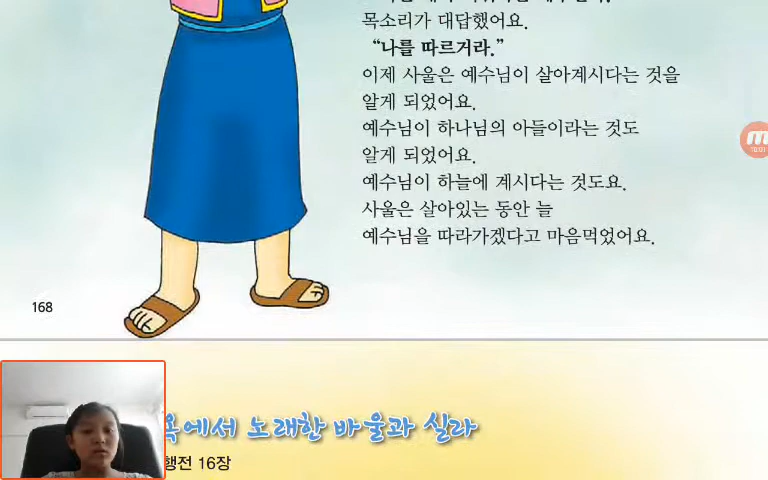 목소리가 대답했어요.
“나를 따르거라.”
이제 사울은 예수님이 살아계시다는 것을
알게 되었어요.
예수님이 하나님의 아들이라는 것도
알게 되었어요.
예수님이 하늘에 계시다는 것도요.
사울은 살아있는 동안 늘
예수님을 따라가겠다고 마음먹었어요.
168
옥에서 노래한 바울과 실라
행전 16장